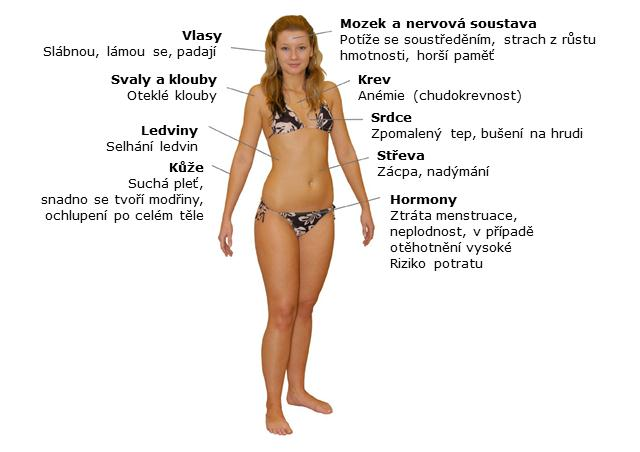 Vlasy
Slábnou, lámou se, padají
Svaly a klouby
Oteklé klouby
Ledviny
Selhání ledvin
Kůže
Suchá pleť,
snadno se tvoří modřiny,
ochlupení po celém těle
Mozek a nervová soustava
Potíže se soustředěním, strach z růstu
hmotnosti, horší paměť
Krev
Anémie (chudokrevnost)
Srdce
Zpomalený tep, bušení na hrudi
Střeva
Zácpa, nadýmání
Hormony
Ztráta menstruace,
neplodnost, v případě
otěhotnění vysoké
Riziko potratu